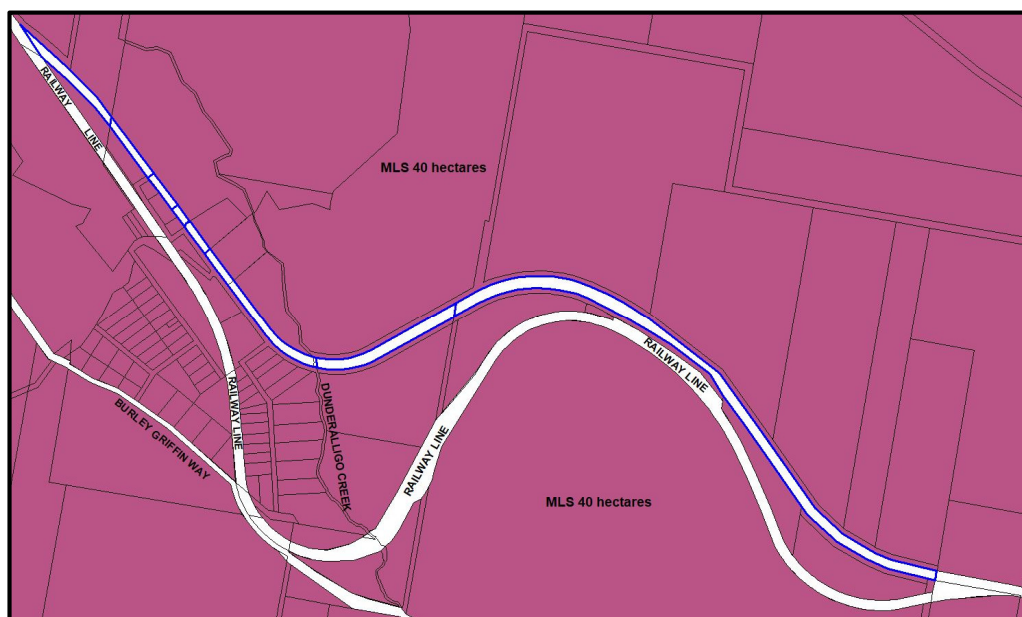 RAILWAY
LINE
MLS 40 hectares
RAILWAY LINE
RAILWAY LINE
DUNDERALLIGO CREEK
BURLEY GRIFFIN WAY
RAILWAY LINE
MLS 40 hectares